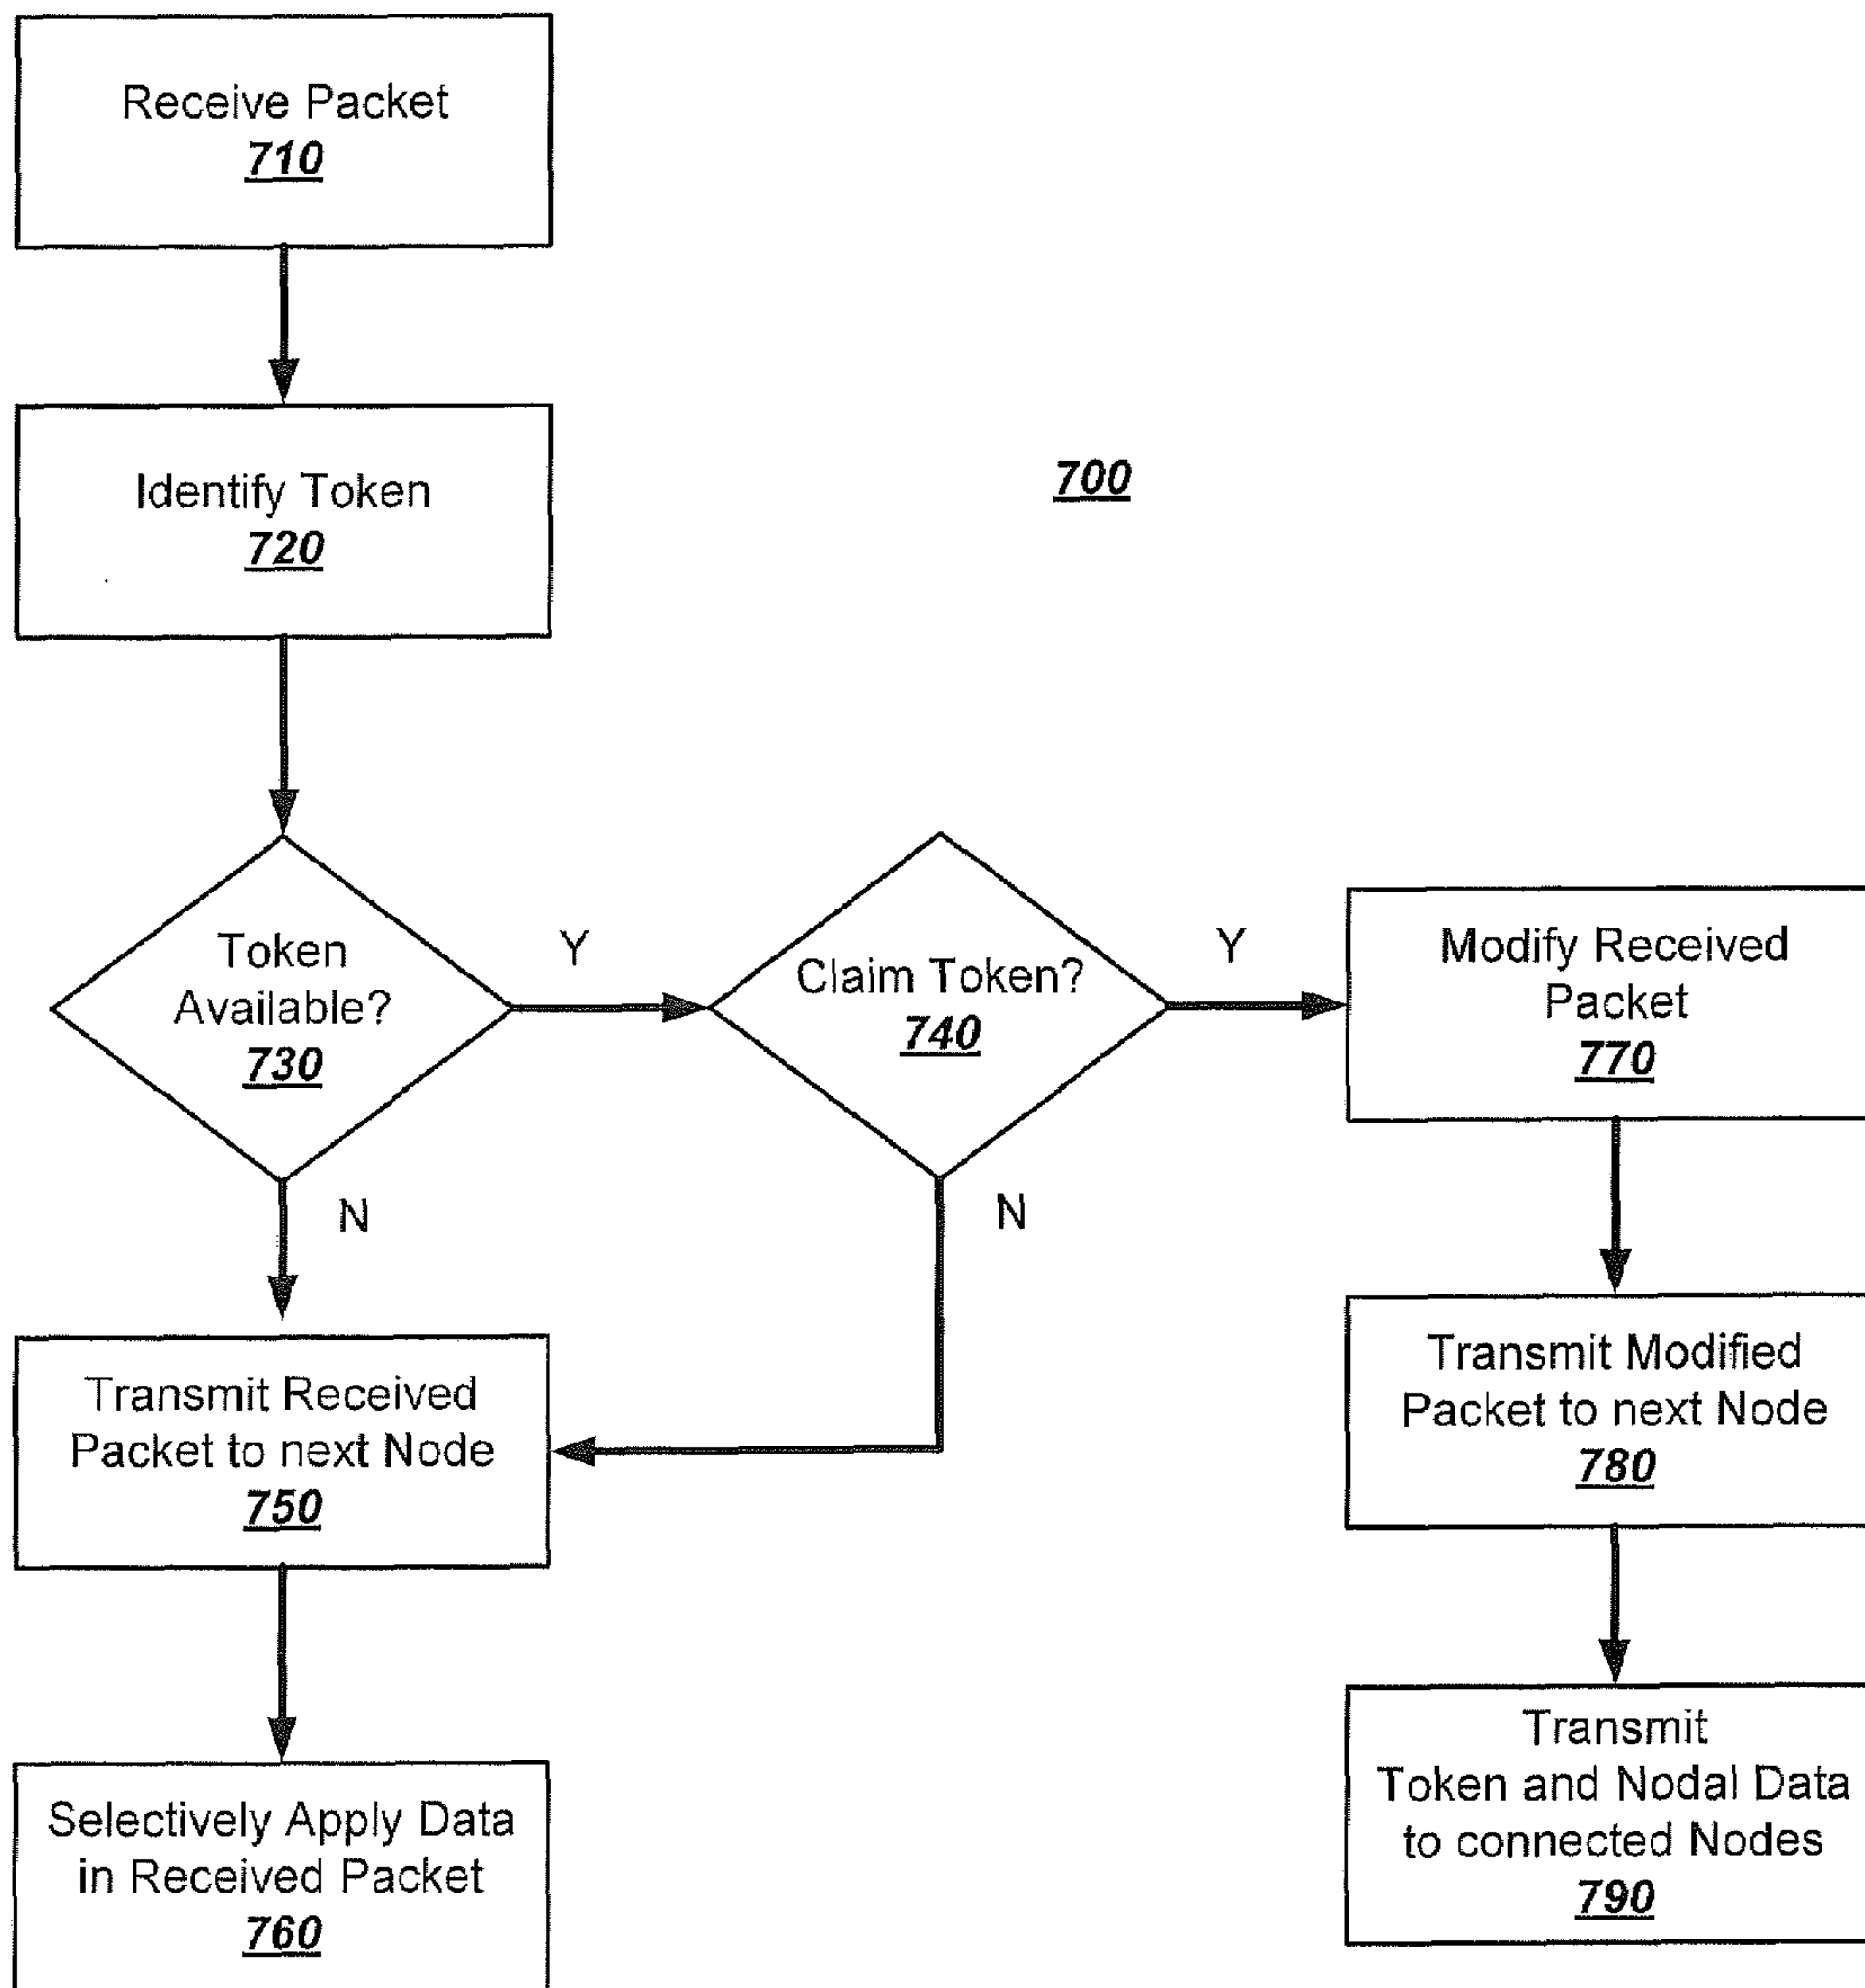 Receive Packet
710
Identify Token
720
700
Token
Available?
730
Y
Claim Token?
740
Y
Modify Received
Packet
770
N
N
Transmit Received
Packet to next Node
750
Transmit Modified
Packet to next Node
780
Selectively Apply Data
in Received Packet
760
Transmit
Token and Nodal Data
to connected Nodes
790